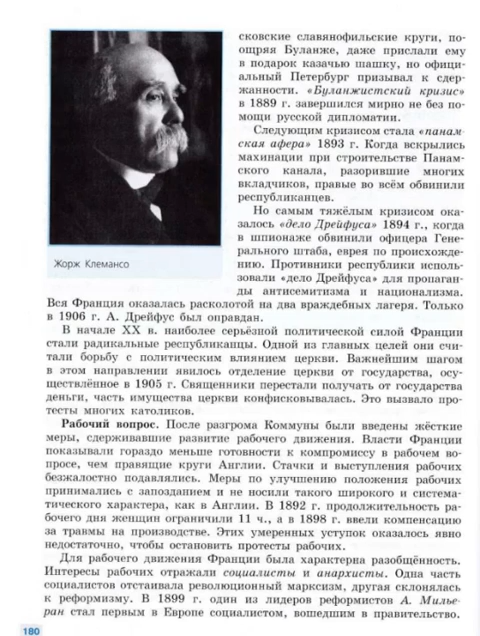 сковские славянофильские круги, по-
ощряя Буланже, даже прислали ему
в подарок казачью шашку, но офици-
альный Петербург призывал к сдер-
жанности. «Буланжистский кризис»
в 1889 г. завершился мирно не без по-
мощи русской дипломатии.
Следующим кризисом стала «панам-
ская афера» 1893 г. Когда вскрылись
махинации при строительстве Панам-
ского канала, разорившие многих
вкладчиков, правые во всём обвинили
республиканцев.
Но самым тяжёлым кризисом ока-
залось «дело Дрейфуса» 1894 г., когда
в шпионаже обвинили офицера Гене-
рального штаба, еврея по происхожде-
нию. Противники республики исполь-
зовали «дело Дрейфуса» для пропаган-
ды антисемитизма и национализма.
Жорж Клемансо
Вся Франция оказалась расколотой на два враждебных лагеря. Только
в 1906 г. А. Дрейфус был оправдан.
В начале XX в. наиболее серьёзной политической силой Франции
стали радикальные республиканцы. Одной из главных целей они счи-
тали борьбу с политическим влиянием церкви. Важнейшим шагом
в этом направлении явилось отделение церкви от государства, осу-
ществлённое в 1905 г. Священники перестали получать от государства
деньги, часть имущества церкви конфисковывалась. Это вызвало про-
тесты многих католиков.
Рабочий вопрос. После разгрома Коммуны были введены жёсткие
меры, сдерживавшие развитие рабочего движения. Власти Франции
показывали гораздо меньше готовности к компромиссу в рабочем во-
просе, чем правящие круги Англии. Стачки и выступления рабочих
безжалостно подавлялись. Меры по улучшению положения рабочих
принимались с запозданием и не носили такого широкого и система-
тического характера, как в Англии. В 1892 г. продолжительность ра-
бочего дня женщин ограничили 11 ч., а в 1898 г. ввели компенсацию
за травмы на производстве. Этих умеренных уступок оказалось явно
недостаточно, чтобы остановить протесты рабочих.
Для рабочего движения Франции была характерна разобщённость.
Интересы рабочих отражали социалисты и анархисты. Одна часть
социалистов отстаивала революционный марксизм, другая склонялась
к реформизму. В 1899 г. один из лидеров реформистов А. Милье-
ран стал первым в Европе социалистом, вошедшим в правительство.
180